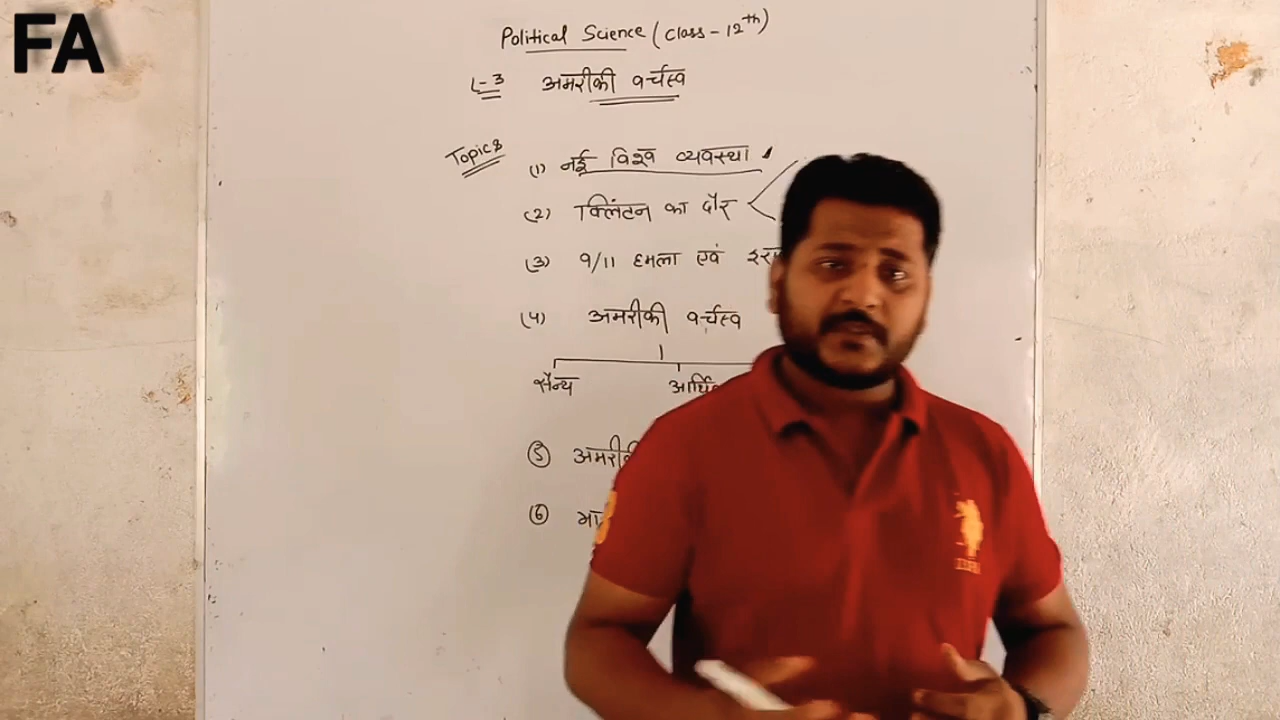 FA
Political Science (Class-12th)
L-3 अमरीकी वर्चस्व
Topics
(1) नई विश्व व्यवस्था
(2) क्लिंटन का दौर
(3) 9/11 हमला एवं
(4) अमरीकी वर्चस्व
सैन्य
⑤
⑥